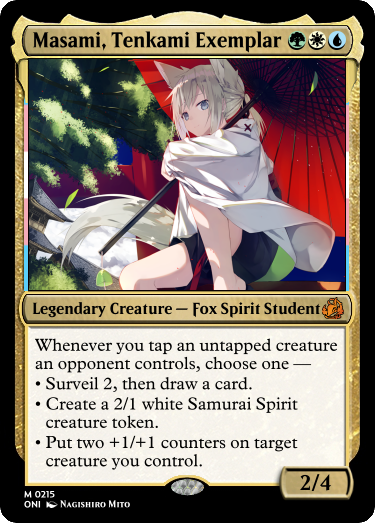 Masami, Tenkami Exemplar
Legendary Creature — Fox Spirit Student
Whenever you tap an untapped creature
an opponent controls, choose one —
• Surveil 2, then draw a card.
• Create a 2/1 white Samurai Spirit
creature token.
• Put two +1/+1 counters on target
creature you control.
2/4
M 0215
ONI Nagishiro Mito